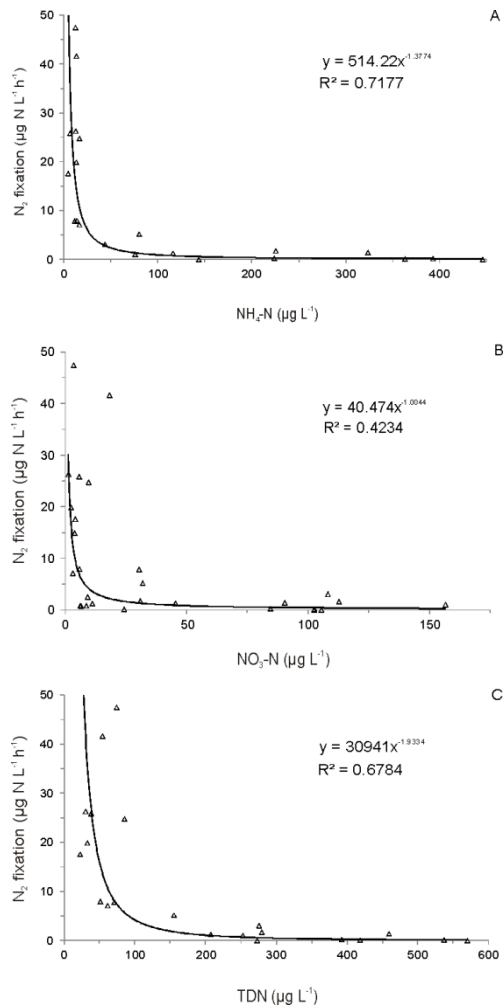 A
50
40
30
20
10
0
N₂ fixation (µg N L⁻¹ h⁻¹)
y = 514.22x⁻¹·³⁷⁷⁴
R² = 0.7177
0 100 200 300 400
NH₄-N (µg L⁻¹)
B
50
40
30
20
10
0
N₂ fixation (µg N L⁻¹ h⁻¹)
y = 40.474x⁻¹·⁰⁰⁴⁴
R² = 0.4234
0 50 100 150
NO₃-N (µg L⁻¹)
C
50
40
30
20
10
0
N₂ fixation (µg N L⁻¹ h⁻¹)
y = 30941x⁻¹·⁹³³⁴
R² = 0.6784
0 100 200 300 400 500 600
TDN (µg L⁻¹)